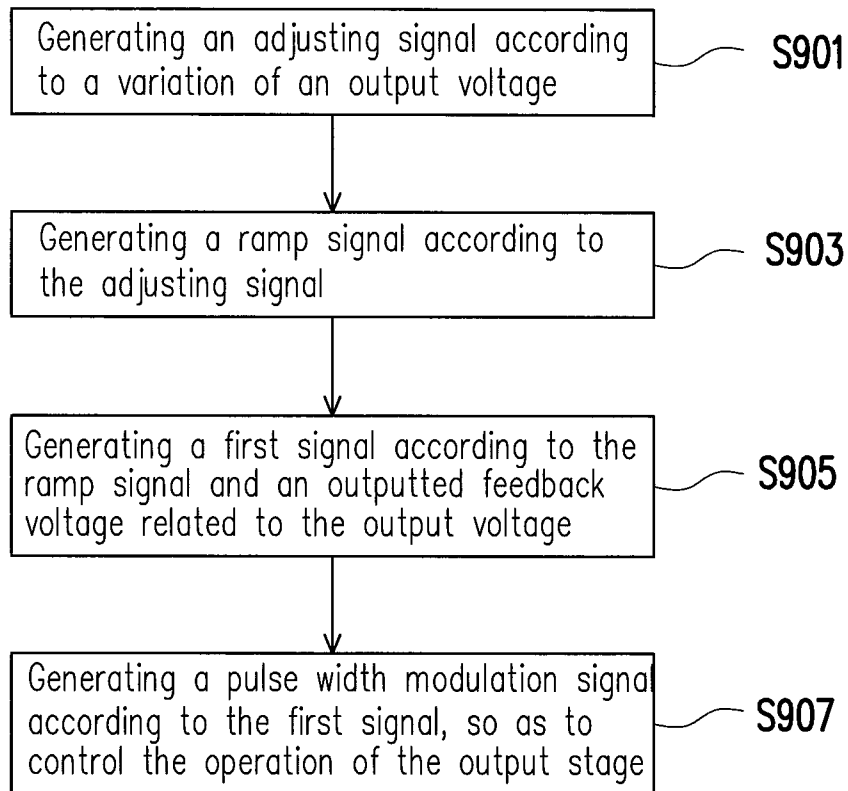 Generating an adjusting signal according
to a variation of an output voltage
S901
Generating a ramp signal according to
the adjusting signal
S903
Generating a first signal according to the
ramp signal and an outputted feedback
voltage related to the output voltage
S905
Generating a pulse width modulation signal
according to the first signal, so as to
control the operation of the output stage
S907